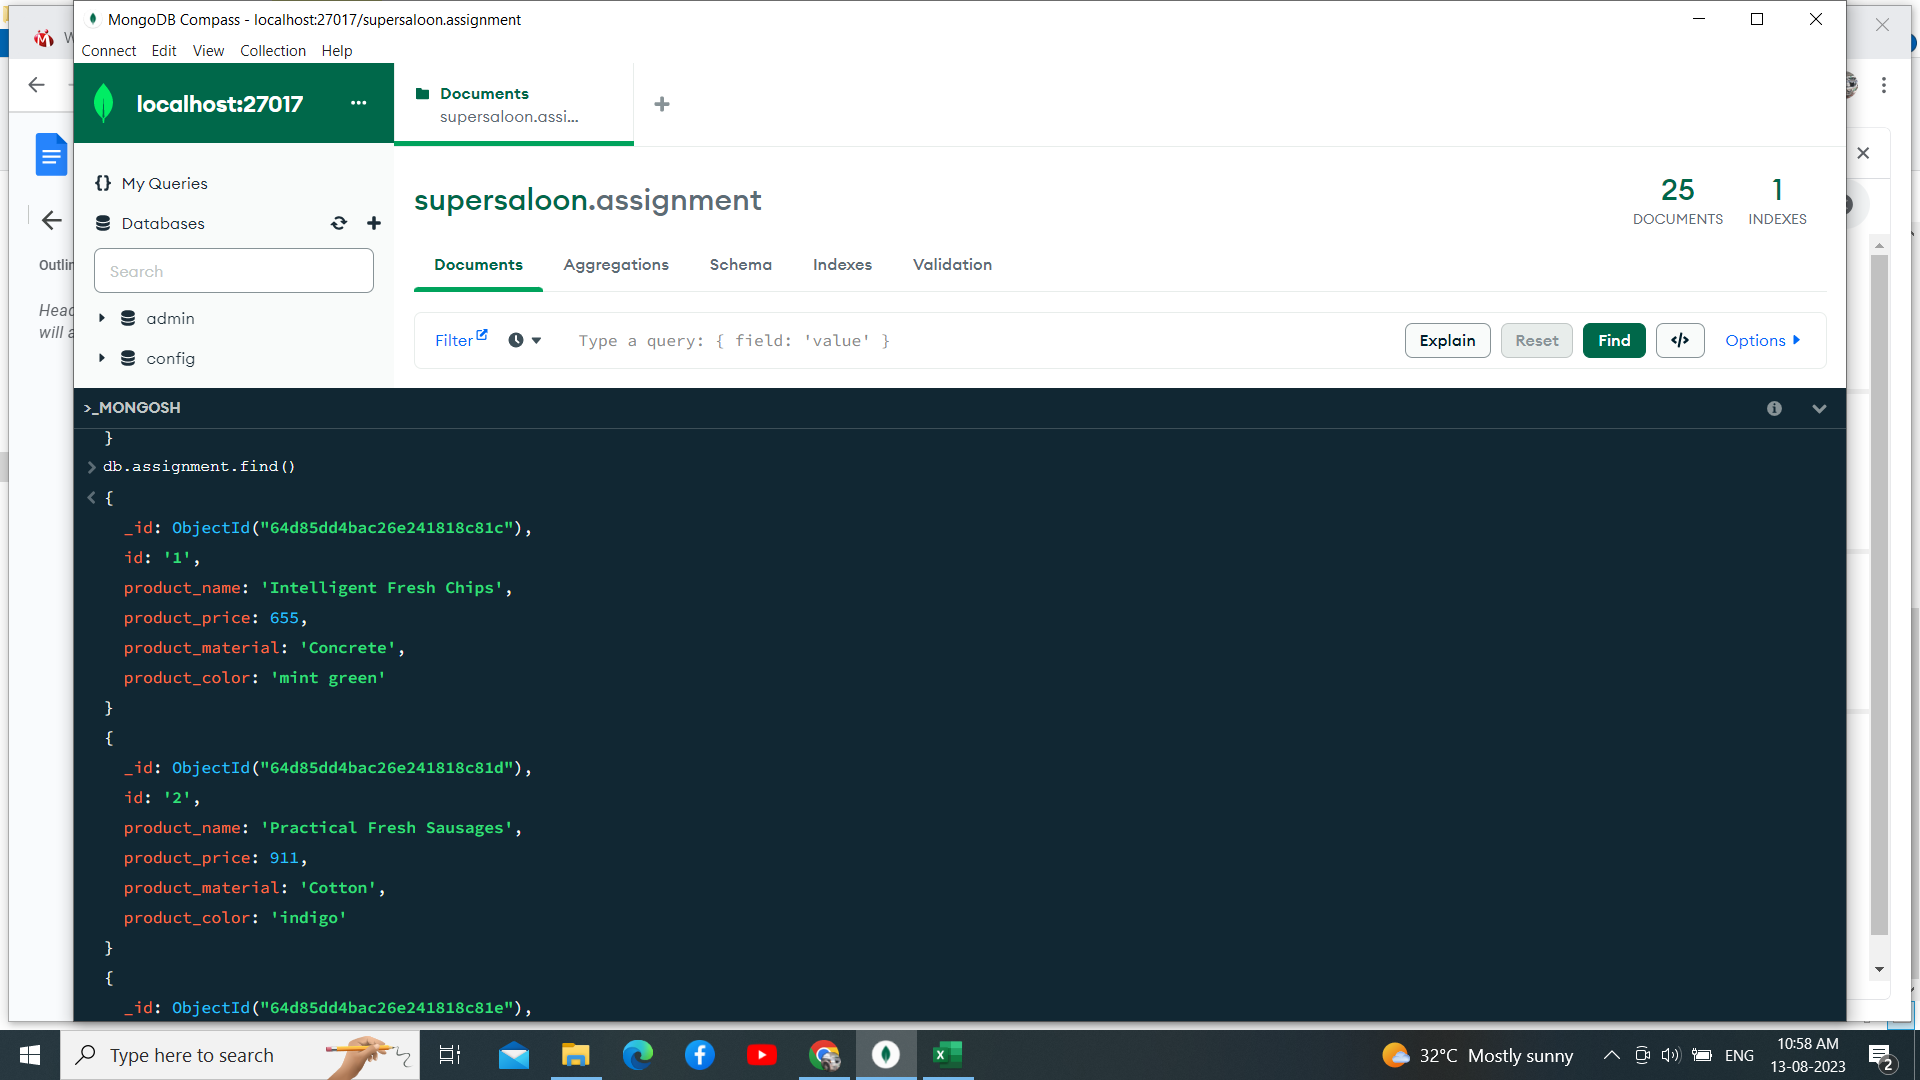 MongoDB Compass - localhost:27017/supersaloon.assignment
Connect Edit View Collection Help
localhost:27017
Documents
supersaloon.assi...
My Queries
Databases
Search
admin
config
supersaloon.assignment
25
DOCUMENTS
1
INDEXES
Documents Aggregations Schema Indexes Validation
Filter Type a query: { field: 'value' } Explain Reset Find </> Options
>_MONGOSH
}
db.assignment.find()
{
_id: ObjectId("64d85dd4bac26e241818c81c"),
id: '1',
product_name: 'Intelligent Fresh Chips',
product_price: 655,
product_material: 'Concrete',
product_color: 'mint green'
}
{
_id: ObjectId("64d85dd4bac26e241818c81d"),
id: '2',
product_name: 'Practical Fresh Sausages',
product_price: 911,
product_material: 'Cotton',
product_color: 'indigo'
}
{
_id: ObjectId("64d85dd4bac26e241818c81e"),
Type here to search
32°C Mostly sunny
ENG
10:58 AM
13-08-2023
2